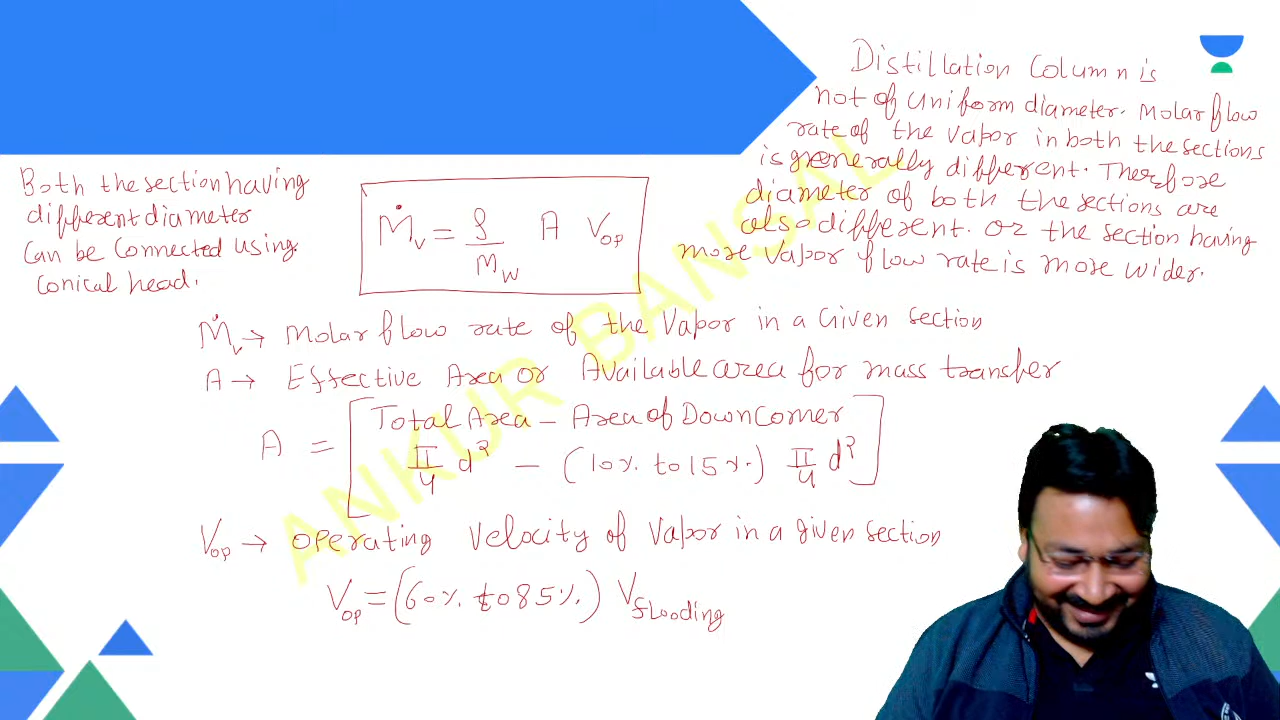 Distillation Column is
not of uniform diameter. Molar flow
rate of the vapor in both the sections
is generally different. Therefore
diameter of both the sections are
also different. Or the section having
more vapor flow rate is more wider.
Both the section having
different diameter
Can be Connected using
Conical head.
Ṁv = ρ/Mw A Vop
Ṁv → Molar flow rate of the Vapor in a Given section
A → Effective Area or Available area for mass transfer
A = [Total Area - Area of Downcomer
π/4 d² - (10% to 15%) π/4 d²]
Vop → Operating Velocity of Vapor in a given section
Vop = (60% to 85%) Vflooding
ANKUR BANSAL